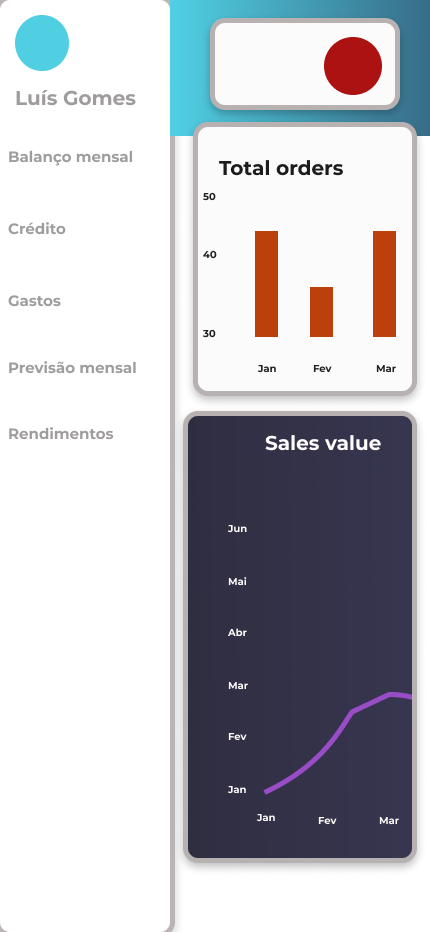 Luís Gomes
Balanço mensal
Crédito
Gastos
Previsão mensal
Rendimentos
Total orders
50
40
30
Jan Fev Mar
Sales value
Jun
Mai
Abr
Mar
Fev
Jan
Jan Fev Mar